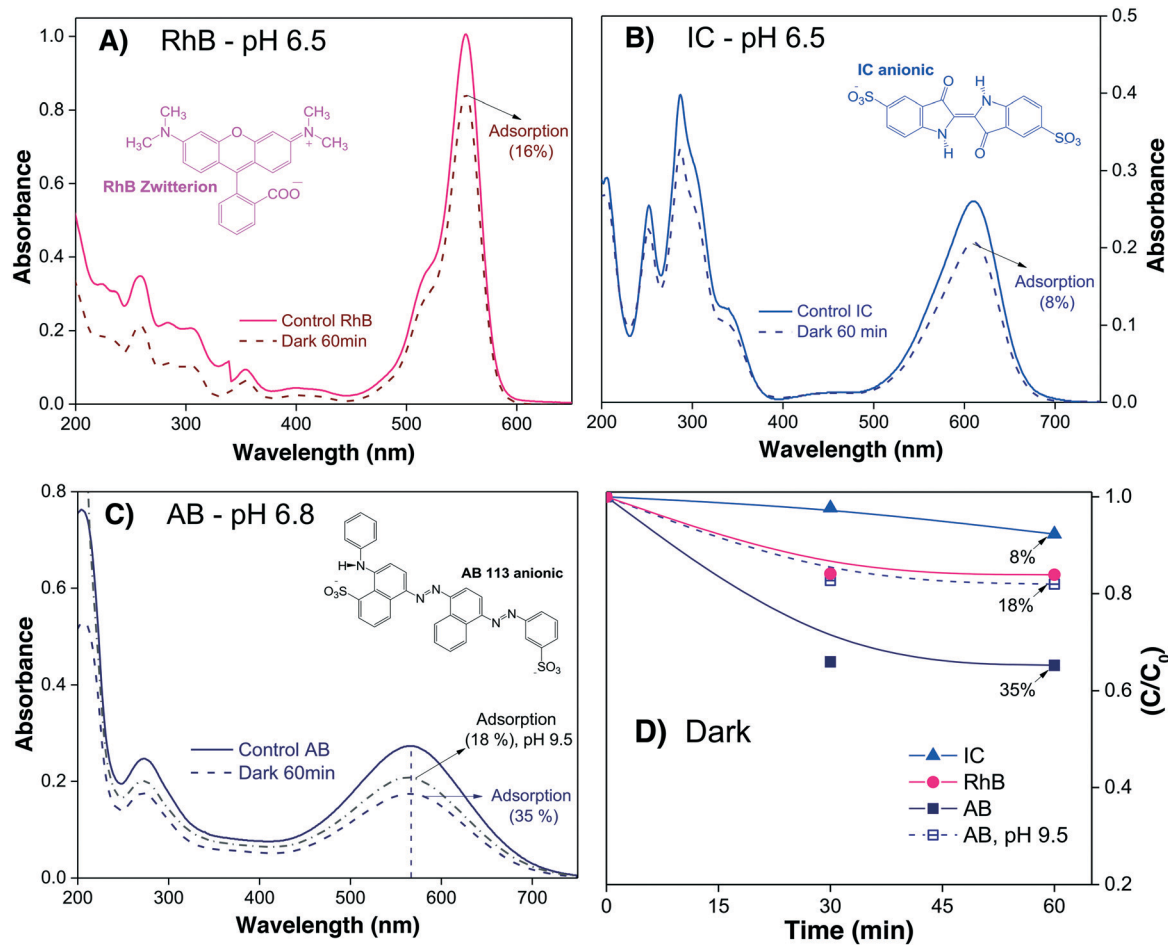 A) RhB - pH 6.5
Absorbance
1.0
0.8
0.6
0.4
0.2
0.0
CH₃
CH₃
H₃C
N
O
N
CH₃
+
CH₃
RhB Zwitterion
COO⁻
Adsorption
(16%)
Control RhB
Dark 60min
200 300 400 500 600
Wavelength (nm)
B) IC - pH 6.5
IC anionic
O
H
N
-
O₃S
SO₃
-
N
H
O
Adsorption
(8%)
Control IC
Dark 60 min
0.5
0.4
0.3
0.2
0.1
0.0
Absorbance
200 300 400 500 600 700
Wavelength (nm)
C) AB - pH 6.8
Absorbance
0.8
0.6
0.4
0.2
0.0
H N
AB 113 anionic
-
O₃S
N=N
N=N
-SO₃
Adsorption
(18 %), pH 9.5
Control AB
Dark 60min
Adsorption
(35 %)
200 300 400 500 600 700
Wavelength (nm)
1.0
0.8
0.6
0.4
0.2
(C/C₀)
8%
18%
35%
D) Dark
IC
RhB
AB
AB, pH 9.5
0 15 30 45 60
Time (min)